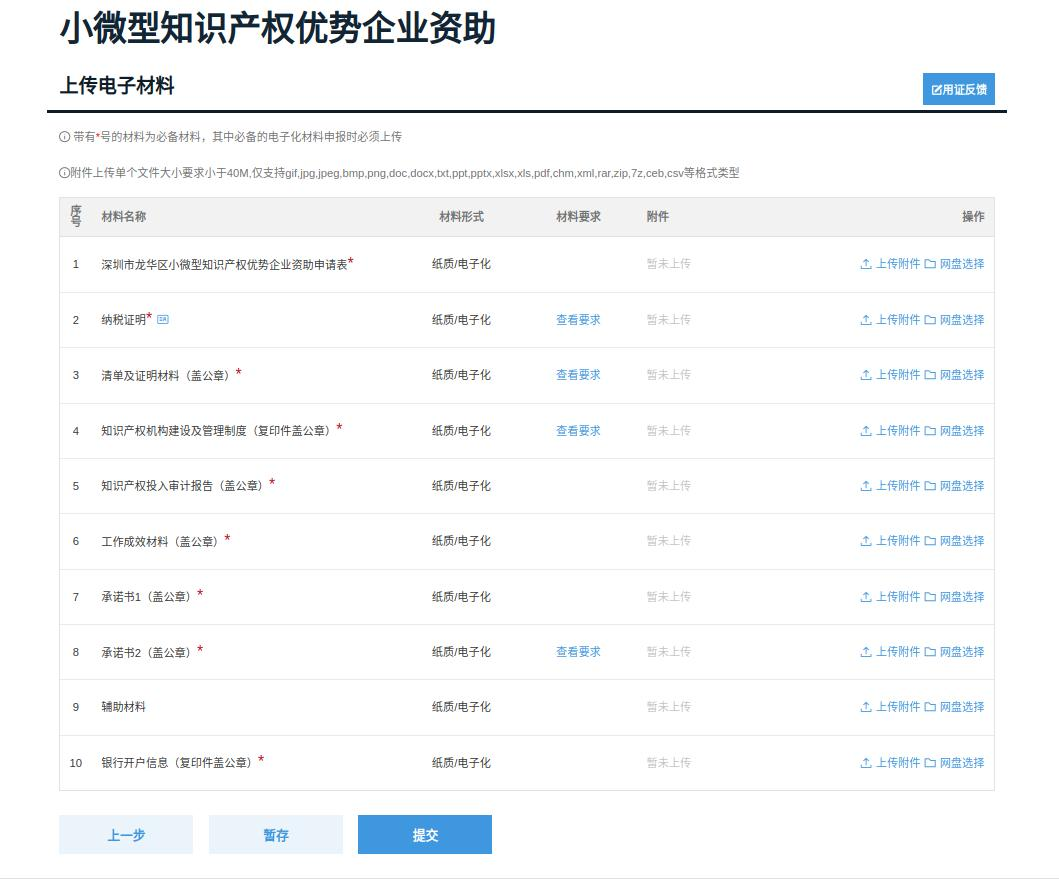 小微型知识产权优势企业资助
上传电子材料
用证反馈
带有*号的材料为必备材料，其中必备的电子化材料申报时必须上传
附件上传单个文件大小要求小于40M,仅支持gif,jpg,jpeg,bmp,png,doc,docx,txt,ppt,pptx,xlsx,xls,pdf,chm,xml,rar,zip,7z,ceb,csv等格式类型
序号 材料名称 材料形式 材料要求 附件 操作
1 深圳市龙华区小微型知识产权优势企业资助申请表* 纸质/电子化 暂未上传 上传附件 网盘选择
2 纳税证明* 纸质/电子化 查看要求 暂未上传 上传附件 网盘选择
3 清单及证明材料（盖公章）* 纸质/电子化 查看要求 暂未上传 上传附件 网盘选择
4 知识产权机构建设及管理制度（复印件盖公章）* 纸质/电子化 查看要求 暂未上传 上传附件 网盘选择
5 知识产权投入审计报告（盖公章）* 纸质/电子化 暂未上传 上传附件 网盘选择
6 工作成效材料（盖公章）* 纸质/电子化 暂未上传 上传附件 网盘选择
7 承诺书1（盖公章）* 纸质/电子化 暂未上传 上传附件 网盘选择
8 承诺书2（盖公章）* 纸质/电子化 查看要求 暂未上传 上传附件 网盘选择
9 辅助材料 纸质/电子化 暂未上传 上传附件 网盘选择
10 银行开户信息（复印件盖公章）* 纸质/电子化 暂未上传 上传附件 网盘选择
上一步 暂存 提交